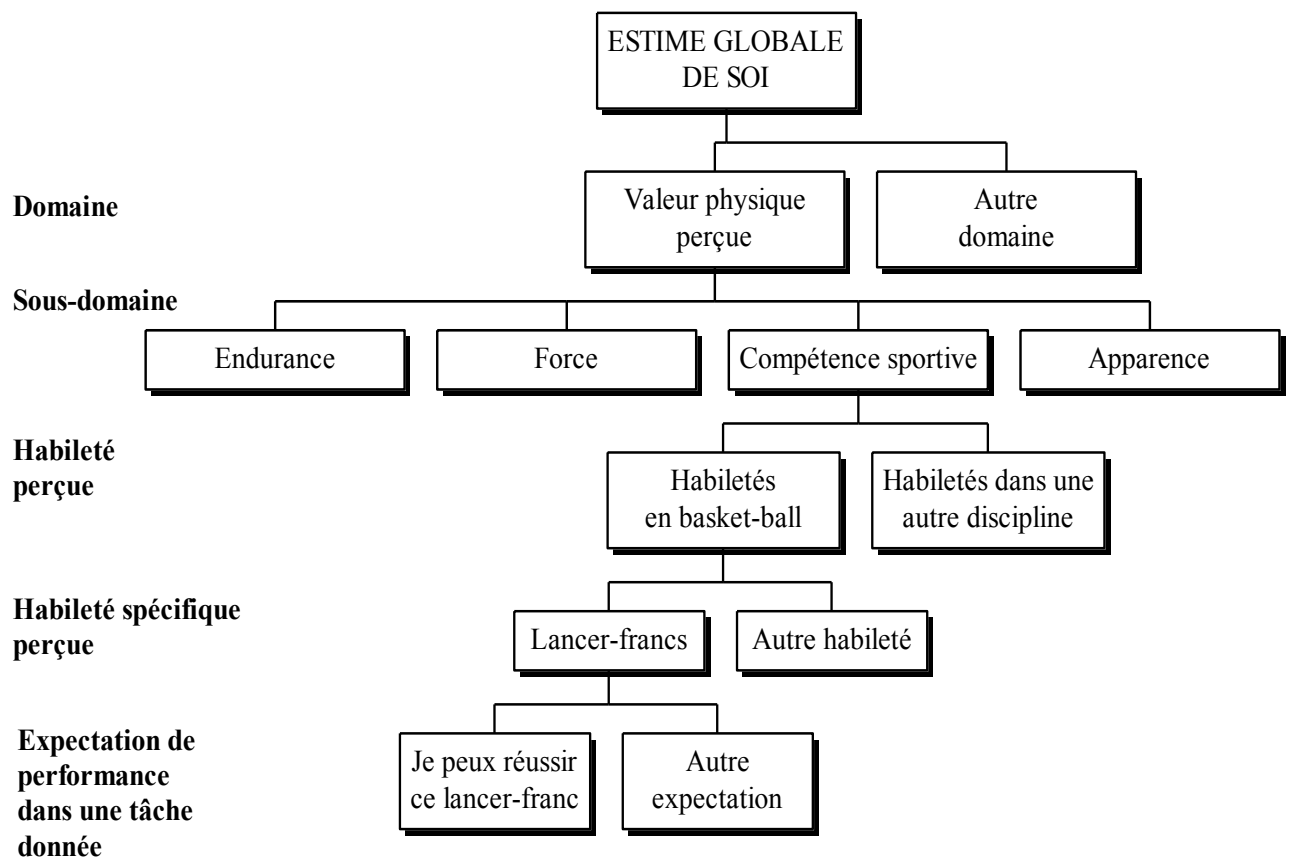 ESTIME GLOBALE
DE SOI
Domaine
Valeur physique
perçue
Autre
domaine
Sous-domaine
Endurance
Force
Compétence sportive
Apparence
Habileté
perçue
Habiletés
en basket-ball
Habiletés dans une
autre discipline
Habileté spécifique
perçue
Lancer-francs
Autre habileté
Expectation de
performance
dans une tâche
donnée
Je peux réussir
ce lancer-franc
Autre
expectation